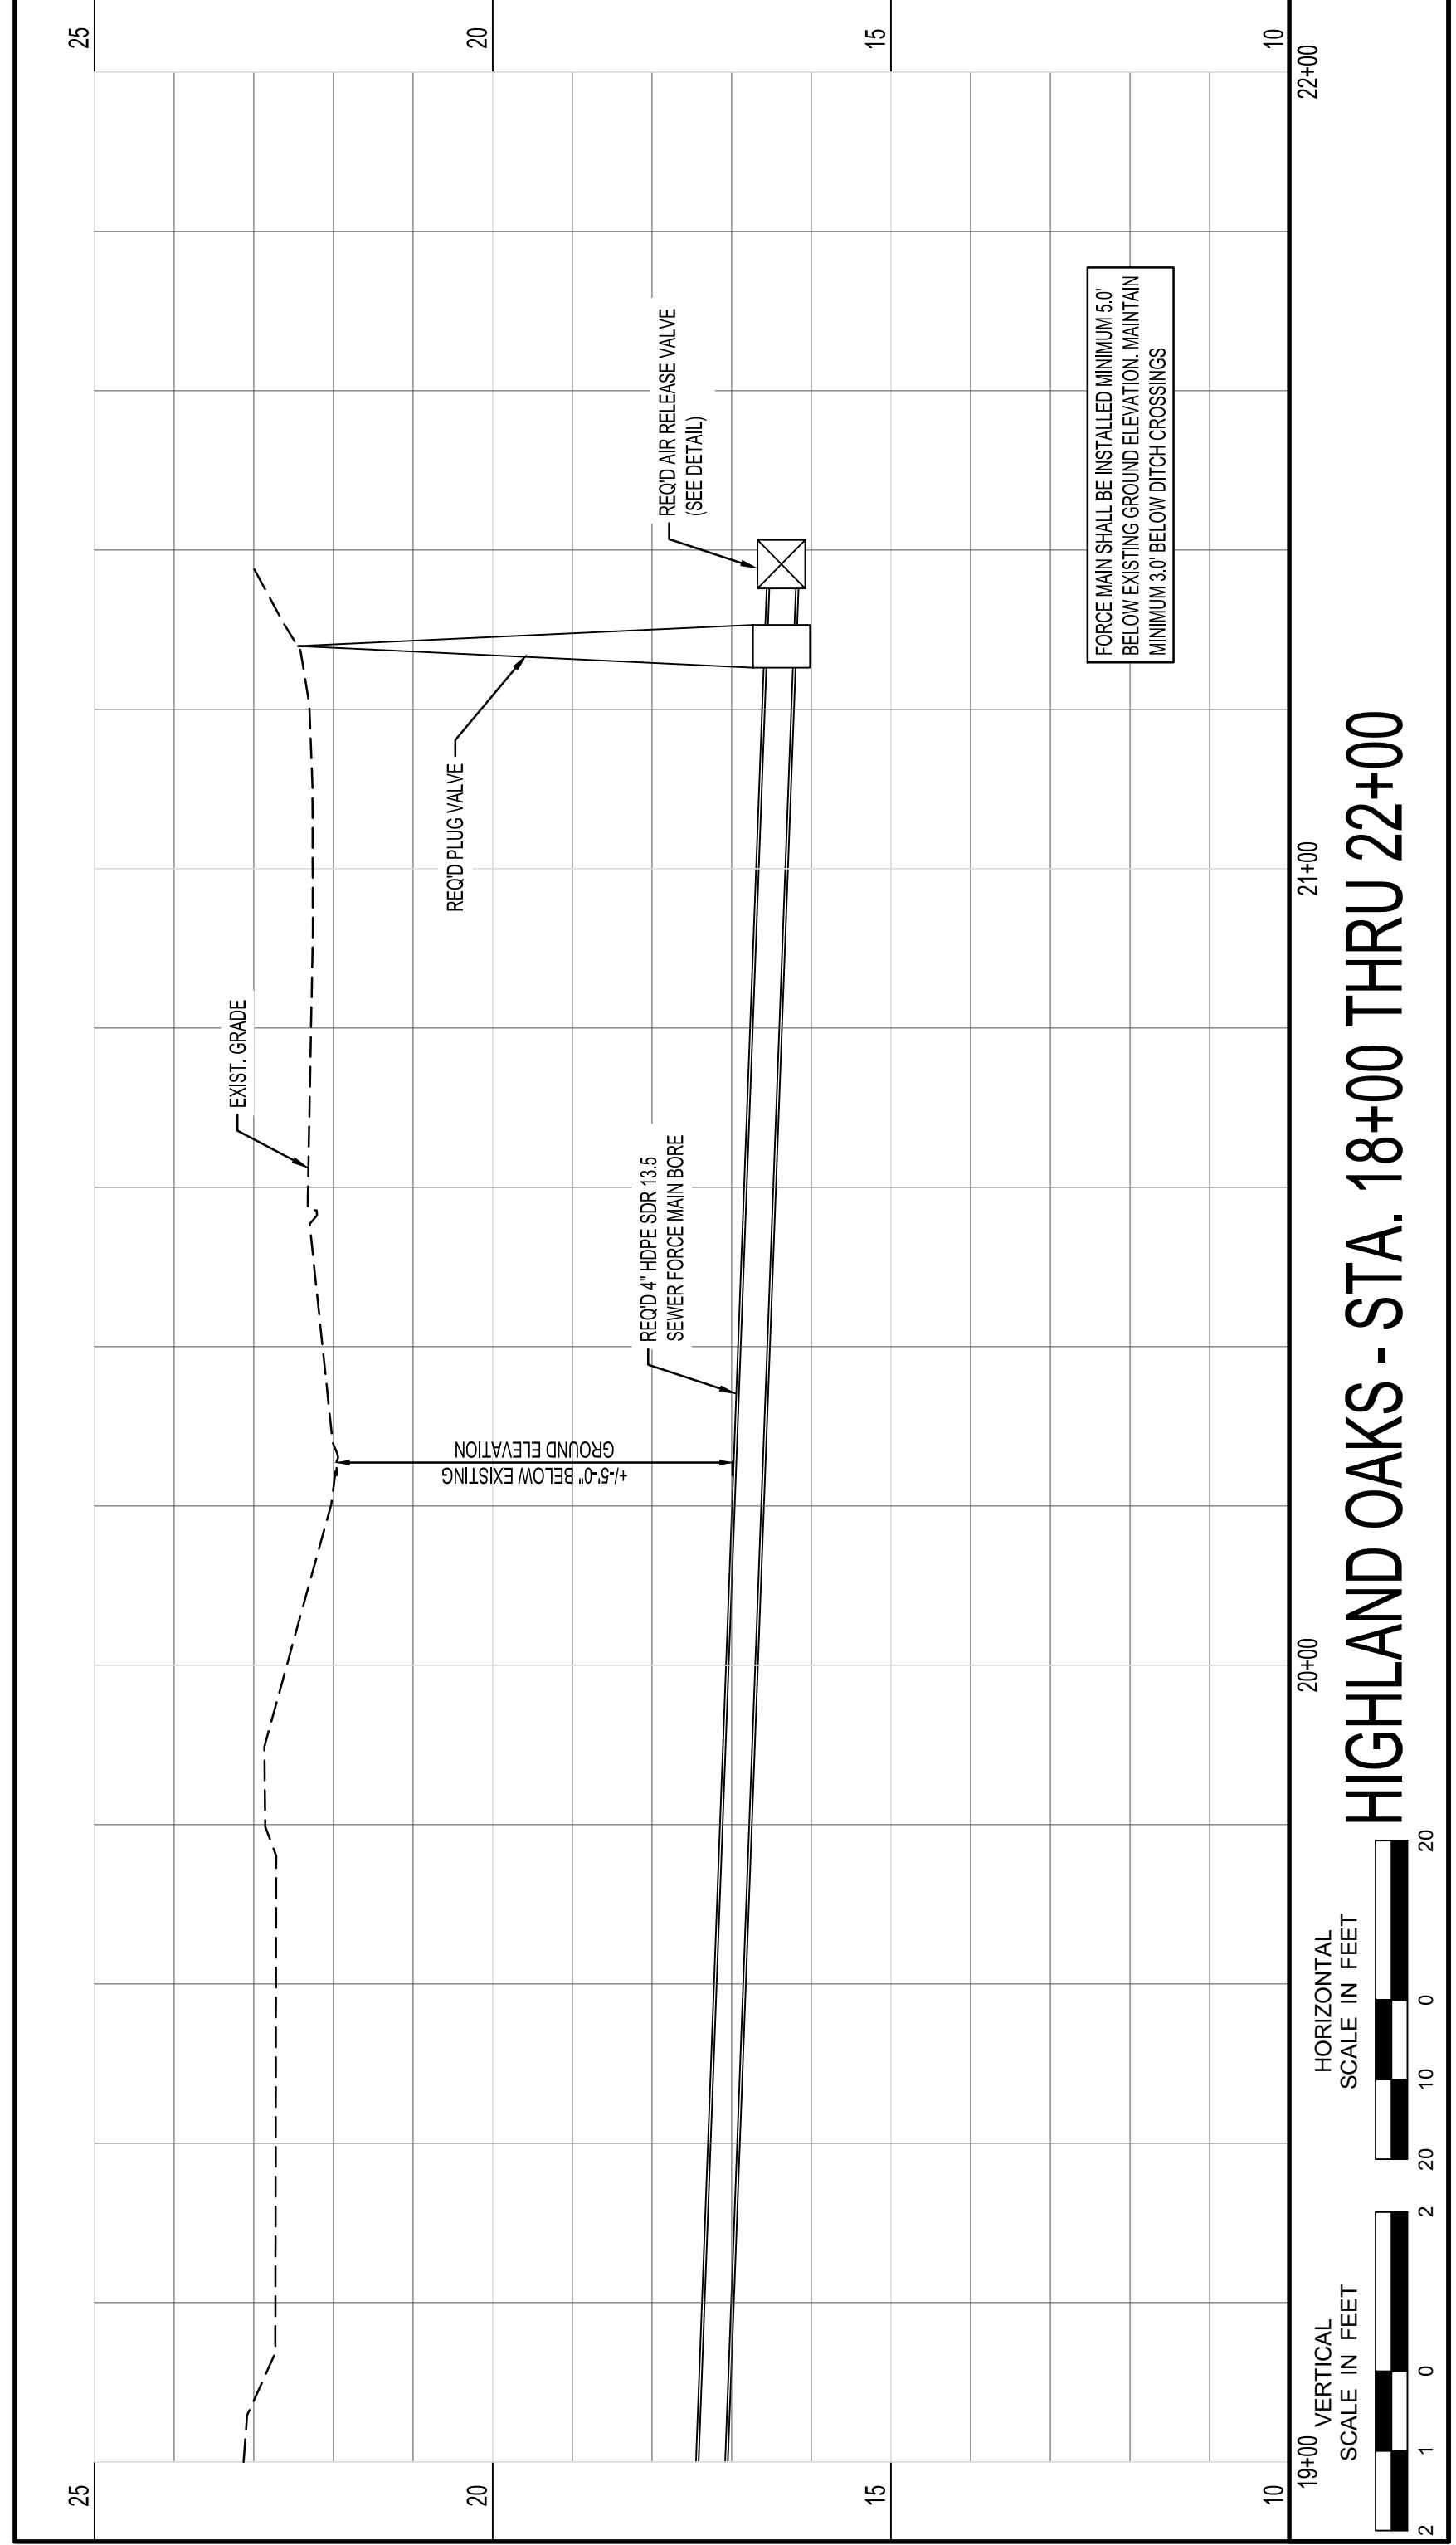 25
20
15
10
25
20
15
10
EXIST. GRADE
REQ'D PLUG VALVE
REQ'D AIR RELEASE VALVE
(SEE DETAIL)
REQ'D 4" HDPE SDR 13.5
SEWER FORCE MAIN BORE
+/-5'-0" BELOW EXISTING
GROUND ELEVATION
FORCE MAIN SHALL BE INSTALLED MINIMUM 5.0'
BELOW EXISTING GROUND ELEVATION. MAINTAIN
MINIMUM 3.0' BELOW DITCH CROSSINGS
19+00
20+00
21+00
22+00
VERTICAL
SCALE IN FEET
2 1 0 2
HORIZONTAL
SCALE IN FEET
20 10 0 20
HIGHLAND OAKS - STA. 18+00 THRU 22+00